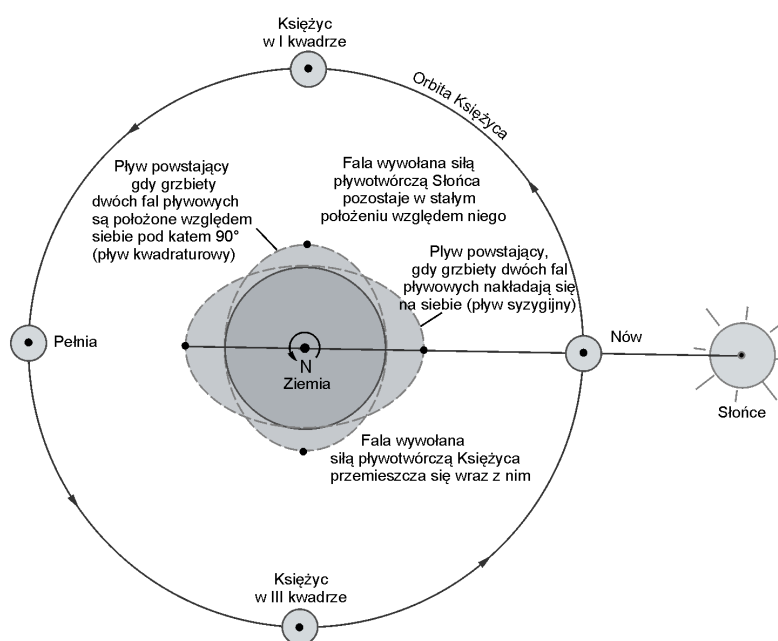 Księżyc
w I kwadrze
Orbita Księżyca
Pływ powstający
gdy grzbiety
dwóch fal pływowych
są położone względem
siebie pod katem 90°
(pływ kwadraturowy)
Fala wywołana siłą
pływotwórczą Słońca
pozostaje w stałym
położeniu względem niego
Pływ powstający,
gdy grzbiety dwóch fal
pływowych nakładają się
na siebie (pływ syzygijny)
Pełnia
N
Ziemia
Nów
Słońce
Fala wywołana
siłą pływotwórczą Księżyca
przemieszcza się wraz z nim
Księżyc
w III kwadrze